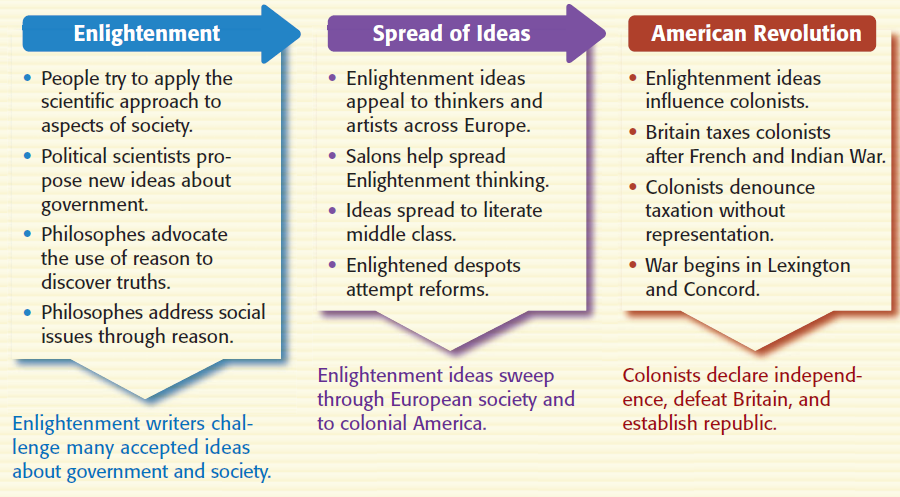 Enlightenment
• People try to apply the
scientific approach to
aspects of society.
• Political scientists pro-
pose new ideas about
government.
• Philosophes advocate
the use of reason to
discover truths.
• Philosophes address social
issues through reason.
Enlightenment writers chal-
lenge many accepted ideas
about government and society.
Spread of Ideas
• Enlightenment ideas
appeal to thinkers and
artists across Europe.
• Salons help spread
Enlightenment thinking.
• Ideas spread to literate
middle class.
• Enlightened despots
attempt reforms.
Enlightenment ideas sweep
through European society and
to colonial America.
American Revolution
• Enlightenment ideas
influence colonists.
• Britain taxes colonists
after French and Indian War.
• Colonists denounce
taxation without
representation.
• War begins in Lexington
and Concord.
Colonists declare independ-
ence, defeat Britain, and
establish republic.